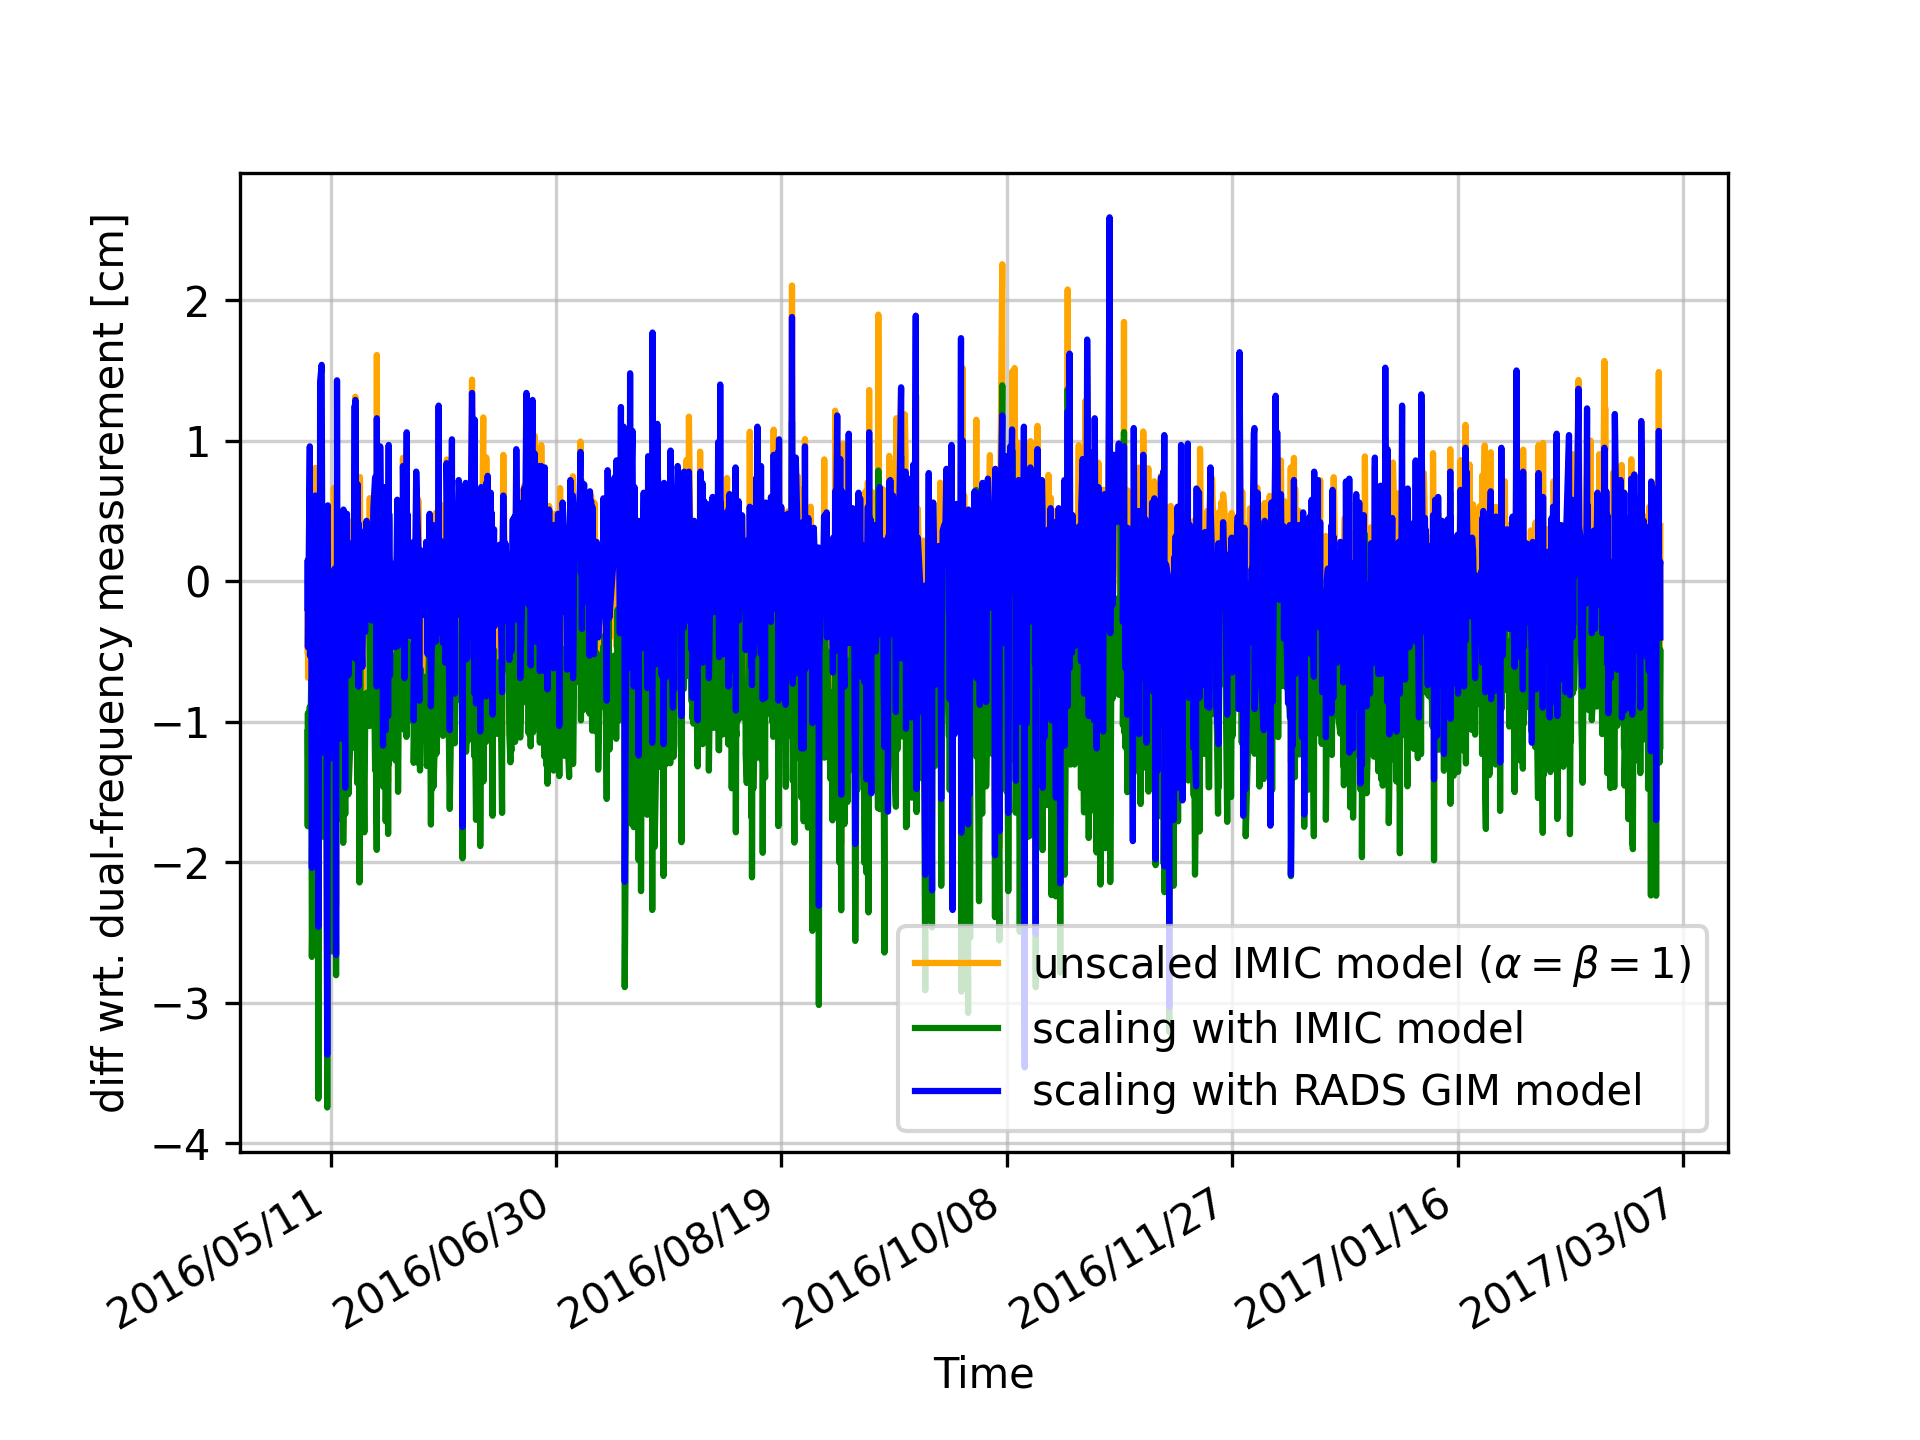 diff wrt. dual-frequency measurement [cm]
2
1
0
−1
−2
−3
−4
unscaled IMIC model (α = β = 1)
scaling with IMIC model
scaling with RADS GIM model
2016/05/11
2016/06/30
2016/08/19
2016/10/08
2016/11/27
2017/01/16
2017/03/07
Time